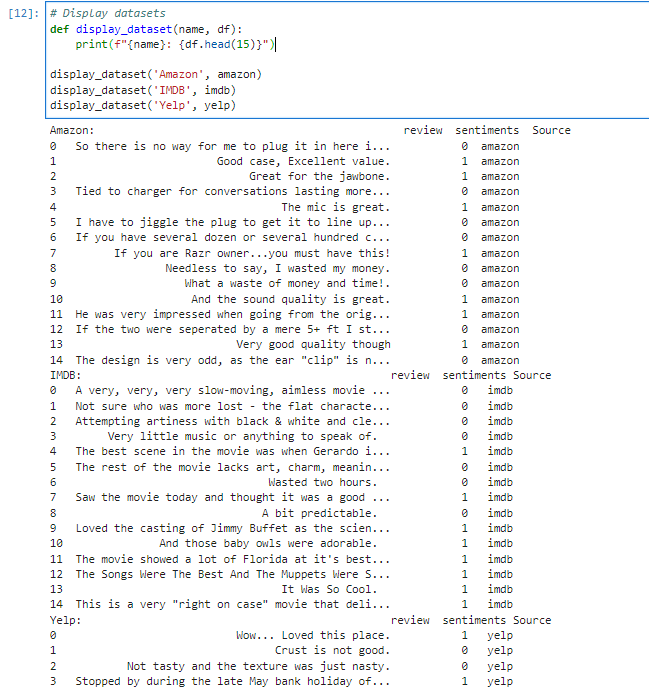 [12]: # Display datasets
def display_dataset(name, df):
print(f"{name}: {df.head(15)}")
display_dataset('Amazon', amazon)
display_dataset('IMDB', imdb)
display_dataset('Yelp', yelp)
Amazon: review sentiments Source
0 So there is no way for me to plug it in here i... 0 amazon
1 Good case, Excellent value. 1 amazon
2 Great for the jawbone. 1 amazon
3 Tied to charger for conversations lasting more... 0 amazon
4 The mic is great. 1 amazon
5 I have to jiggle the plug to get it to line up... 0 amazon
6 If you have several dozen or several hundred c... 0 amazon
7 If you are Razr owner...you must have this! 1 amazon
8 Needless to say, I wasted my money. 0 amazon
9 What a waste of money and time!. 0 amazon
10 And the sound quality is great. 1 amazon
11 He was very impressed when going from the orig... 1 amazon
12 If the two were seperated by a mere 5+ ft I st... 0 amazon
13 Very good quality though 1 amazon
14 The design is very odd, as the ear "clip" is n... 0 amazon
IMDB: review sentiments Source
0 A very, very, very slow-moving, aimless movie ... 0 imdb
1 Not sure who was more lost - the flat characte... 0 imdb
2 Attempting artiness with black & white and cle... 0 imdb
3 Very little music or anything to speak of. 0 imdb
4 The best scene in the movie was when Gerardo i... 1 imdb
5 The rest of the movie lacks art, charm, meanin... 0 imdb
6 Wasted two hours. 0 imdb
7 Saw the movie today and thought it was a good ... 1 imdb
8 A bit predictable. 0 imdb
9 Loved the casting of Jimmy Buffet as the scien... 1 imdb
10 And those baby owls were adorable. 1 imdb
11 The movie showed a lot of Florida at it's best... 1 imdb
12 The Songs Were The Best And The Muppets Were S... 1 imdb
13 It Was So Cool. 1 imdb
14 This is a very "right on case" movie that deli... 1 imdb
Yelp: review sentiments Source
0 Wow... Loved this place. 1 yelp
1 Crust is not good. 0 yelp
2 Not tasty and the texture was just nasty. 0 yelp
3 Stopped by during the late May bank holiday of... 1 yelp